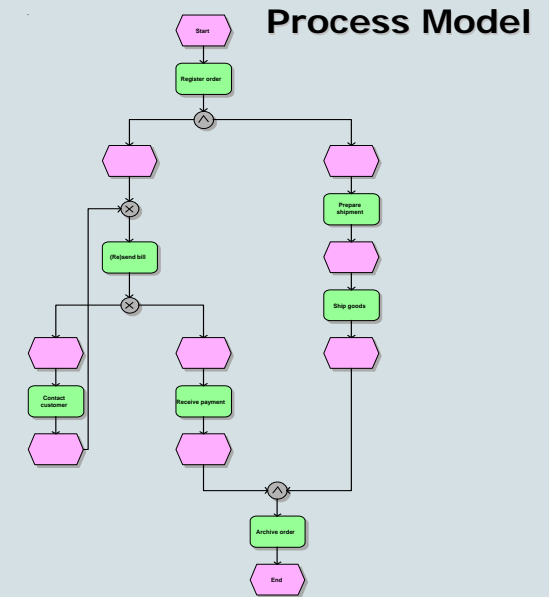 Process Model
Start
Register order
Prepare
shipment
(Re)send bill
Ship goods
Contact
customer
Receive payment
Archive order
End